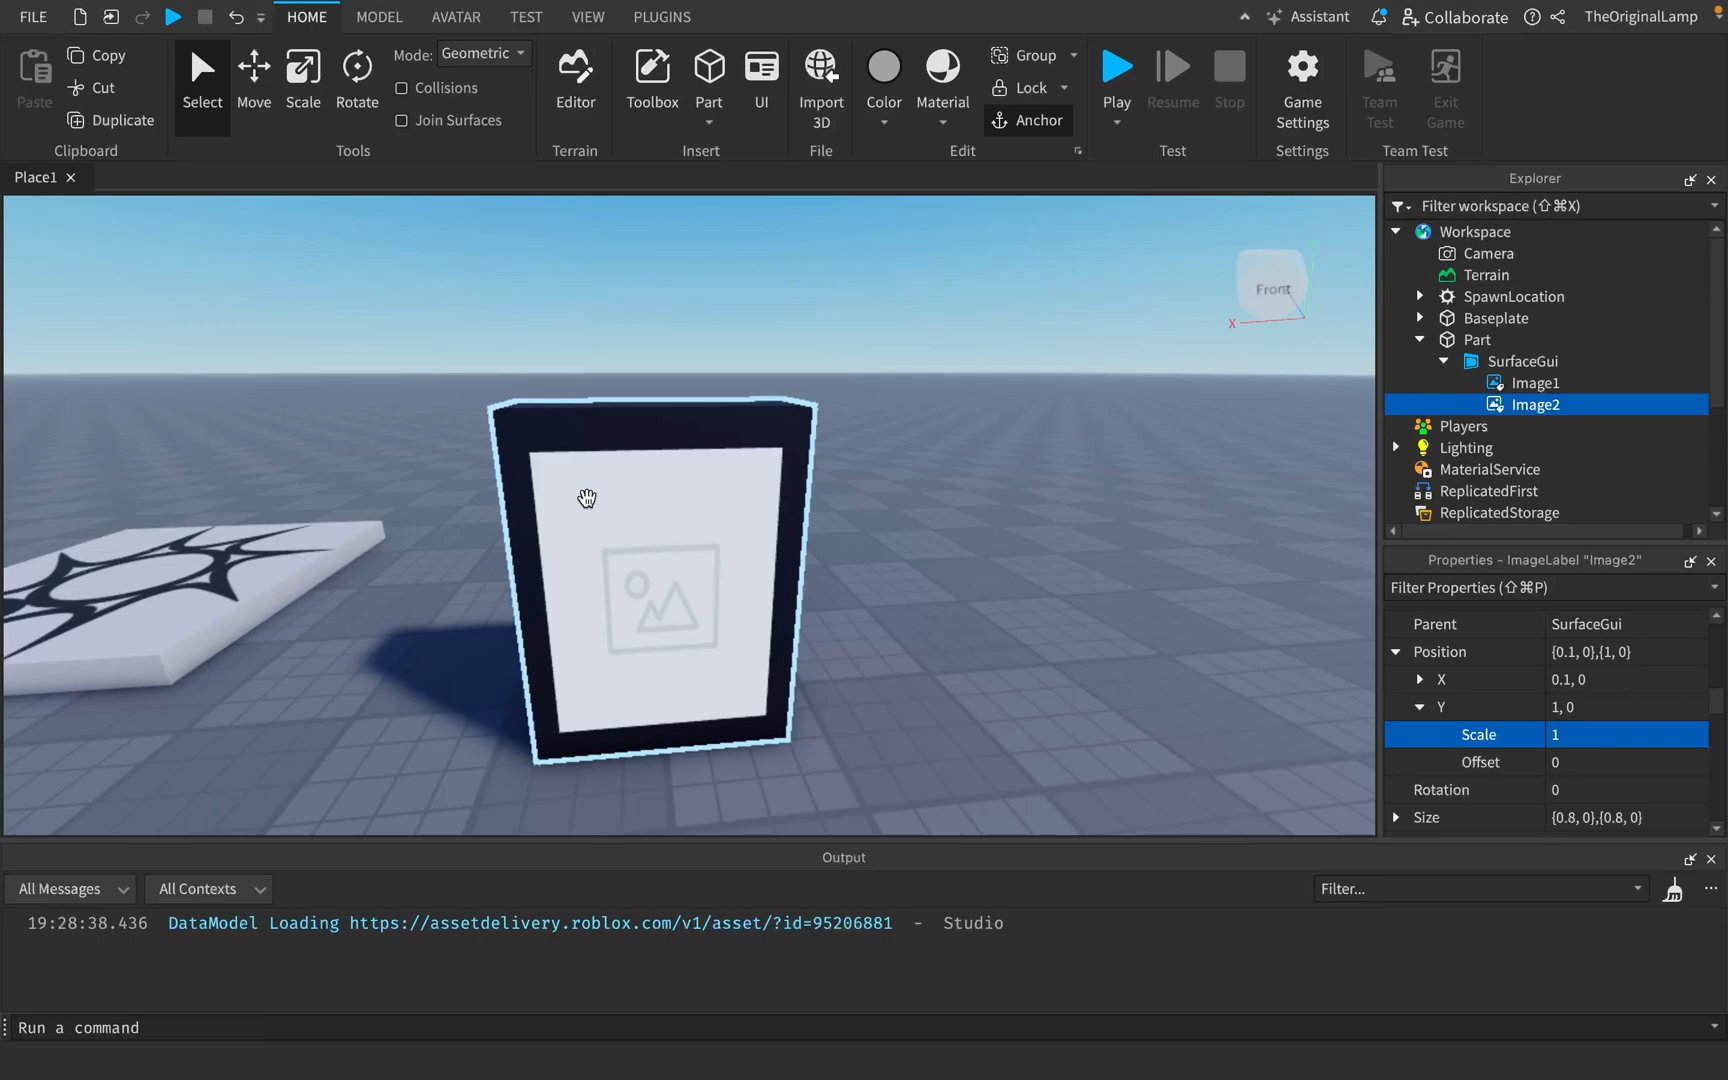 FILE HOME MODEL AVATAR TEST VIEW PLUGINS Assistant Collaborate TheOriginalLamp
Paste Copy Cut Duplicate
Clipboard
Select Move Scale Rotate Mode: Geometric
Collisions
Join Surfaces
Tools
Editor
Terrain
Toolbox Part UI
Insert
Import 3D
File
Color Material Group
Lock
Anchor
Edit
Play Resume Stop
Test
Game Settings
Settings
Team Test Exit Game
Team Test
Place1
Front
X
Explorer
Filter workspace (⇧⌘X)
Workspace
Camera
Terrain
SpawnLocation
Baseplate
Part
SurfaceGui
Image1
Image2
Players
Lighting
MaterialService
ReplicatedFirst
ReplicatedStorage
Properties - ImageLabel "Image2"
Filter Properties (⇧⌘P)
Parent SurfaceGui
Position {0.1, 0},{1, 0}
X 0.1, 0
Y 1, 0
Scale 1
Offset 0
Rotation 0
Size {0.8, 0},{0.8, 0}
Output
All Messages All Contexts Filter... ...
19:28:38.436 DataModel Loading https://assetdelivery.roblox.com/v1/asset/?id=95206881 - Studio
Run a command